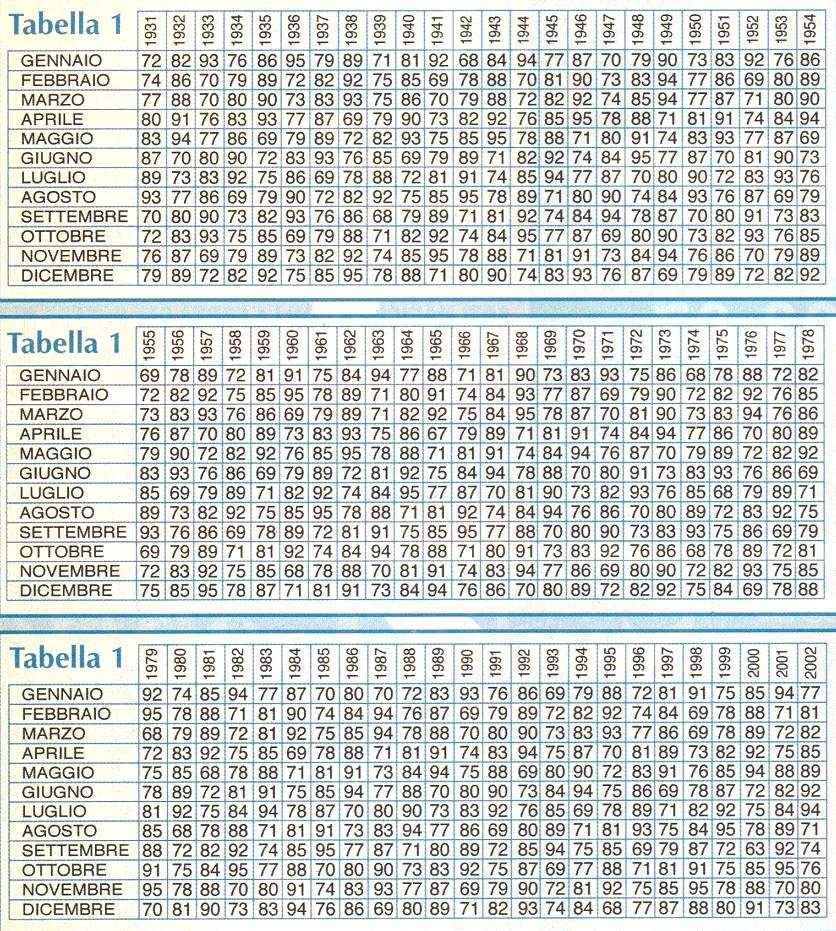 Tabella 1 1931 1932 1933 1934 1935 1936 1937 1938 1939 1940 1941 1942 1943 1944 1945 1946 1947 1948 1949 1950 1951 1952 1953 1954
GENNAIO 72 82 93 76 86 95 79 89 71 81 92 68 84 94 77 87 70 79 90 73 83 92 76 86
FEBBRAIO 74 86 70 79 89 72 82 92 75 85 69 78 88 70 81 90 73 83 94 77 86 69 80 89
MARZO 77 88 70 80 90 73 83 93 75 86 70 79 88 72 82 92 74 85 94 77 87 71 80 90
APRILE 80 91 76 83 93 77 87 69 79 90 73 82 92 76 85 95 78 88 71 81 91 74 84 94
MAGGIO 83 94 77 86 69 79 89 72 82 93 75 85 95 78 88 71 80 91 74 83 93 77 87 69
GIUGNO 87 70 80 90 72 83 93 76 85 69 79 89 71 82 92 74 84 95 77 87 70 81 90 73
LUGLIO 89 73 83 92 75 86 69 78 88 72 81 91 74 85 94 77 87 70 80 90 72 83 93 76
AGOSTO 93 77 86 69 79 90 72 82 92 75 85 95 78 89 71 80 90 74 84 93 76 87 69 79
SETTEMBRE 70 80 90 73 82 93 76 86 68 79 89 71 81 92 74 84 94 78 87 70 80 91 73 83
OTTOBRE 72 83 93 75 85 69 79 88 71 82 92 74 84 95 77 87 69 80 90 73 82 93 76 85
NOVEMBRE 76 87 69 79 89 73 82 92 74 85 95 78 88 71 81 91 73 84 94 76 86 70 79 89
DICEMBRE 79 89 72 82 92 75 85 95 78 88 71 80 90 74 83 93 76 87 69 79 89 72 82 92
Tabella 1 1955 1956 1957 1958 1959 1960 1961 1962 1963 1964 1965 1966 1967 1968 1969 1970 1971 1972 1973 1974 1975 1976 1977 1978
GENNAIO 69 78 89 72 81 91 75 84 94 77 88 71 81 90 73 83 93 75 86 68 78 88 72 82
FEBBRAIO 72 82 92 75 85 95 78 89 71 80 91 74 84 93 77 87 69 79 90 72 82 92 76 85
MARZO 73 83 93 76 86 69 79 89 71 82 92 75 84 95 78 87 70 81 90 73 83 94 76 86
APRILE 76 87 70 80 89 73 83 93 75 86 67 79 89 71 81 91 74 84 94 77 86 70 80 89
MAGGIO 79 90 72 82 92 76 85 95 78 88 71 81 91 74 84 94 76 87 70 79 89 72 82 92
GIUGNO 83 93 76 86 69 79 89 72 81 92 75 84 94 78 88 70 80 91 73 83 93 76 86 69
LUGLIO 85 69 79 89 71 82 92 74 84 95 77 87 70 81 90 73 82 93 76 85 68 79 89 71
AGOSTO 89 73 82 92 75 85 95 78 88 71 81 92 74 84 94 76 86 70 80 89 72 83 92 75
SETTEMBRE 93 76 86 69 78 89 72 81 91 75 85 95 77 88 70 80 90 73 83 93 75 86 69 79
OTTOBRE 69 79 89 71 81 92 74 84 94 78 88 71 80 91 73 83 92 76 86 68 78 89 72 81
NOVEMBRE 72 83 92 75 85 68 78 88 70 81 91 74 83 94 77 86 69 80 90 72 82 93 75 85
DICEMBRE 75 85 95 78 87 71 81 91 73 84 94 76 86 70 80 89 72 82 92 75 84 69 78 88
Tabella 1 1979 1980 1981 1982 1983 1984 1985 1986 1987 1988 1989 1990 1991 1992 1993 1994 1995 1996 1997 1998 1999 2000 2001 2002
GENNAIO 92 74 85 94 77 87 70 80 70 72 83 93 76 86 69 79 88 72 81 91 75 85 94 77
FEBBRAIO 95 78 88 71 81 90 74 84 94 76 87 69 79 89 72 82 92 74 84 69 78 88 71 81
MARZO 68 79 89 72 81 92 75 85 94 78 88 70 80 90 73 83 93 77 86 69 78 89 72 82
APRILE 72 83 92 75 85 69 78 88 71 81 91 74 83 94 75 87 70 81 89 73 82 92 75 85
MAGGIO 75 85 68 78 88 71 81 91 73 84 94 75 88 69 80 90 72 83 91 76 85 94 88 89
GIUGNO 78 89 72 81 91 75 85 94 77 88 70 80 90 73 84 94 75 86 69 78 87 72 82 92
LUGLIO 81 92 75 84 94 78 87 70 80 90 73 83 92 76 85 69 78 89 71 82 92 75 84 94
AGOSTO 85 68 78 88 71 81 91 73 83 94 77 86 69 80 89 71 81 93 75 84 95 78 89 71
SETTEMBRE 88 72 82 92 74 85 95 77 87 71 80 89 72 85 94 75 85 69 79 87 72 63 92 74
OTTOBRE 91 75 84 95 77 88 70 80 90 73 83 92 75 87 69 77 88 71 81 91 75 85 95 76
NOVEMBRE 95 78 88 70 80 91 74 83 93 77 87 69 79 90 72 81 92 75 85 95 78 88 70 80
DICEMBRE 70 81 90 73 83 94 76 86 69 80 89 71 82 93 74 84 68 77 87 88 80 91 73 83